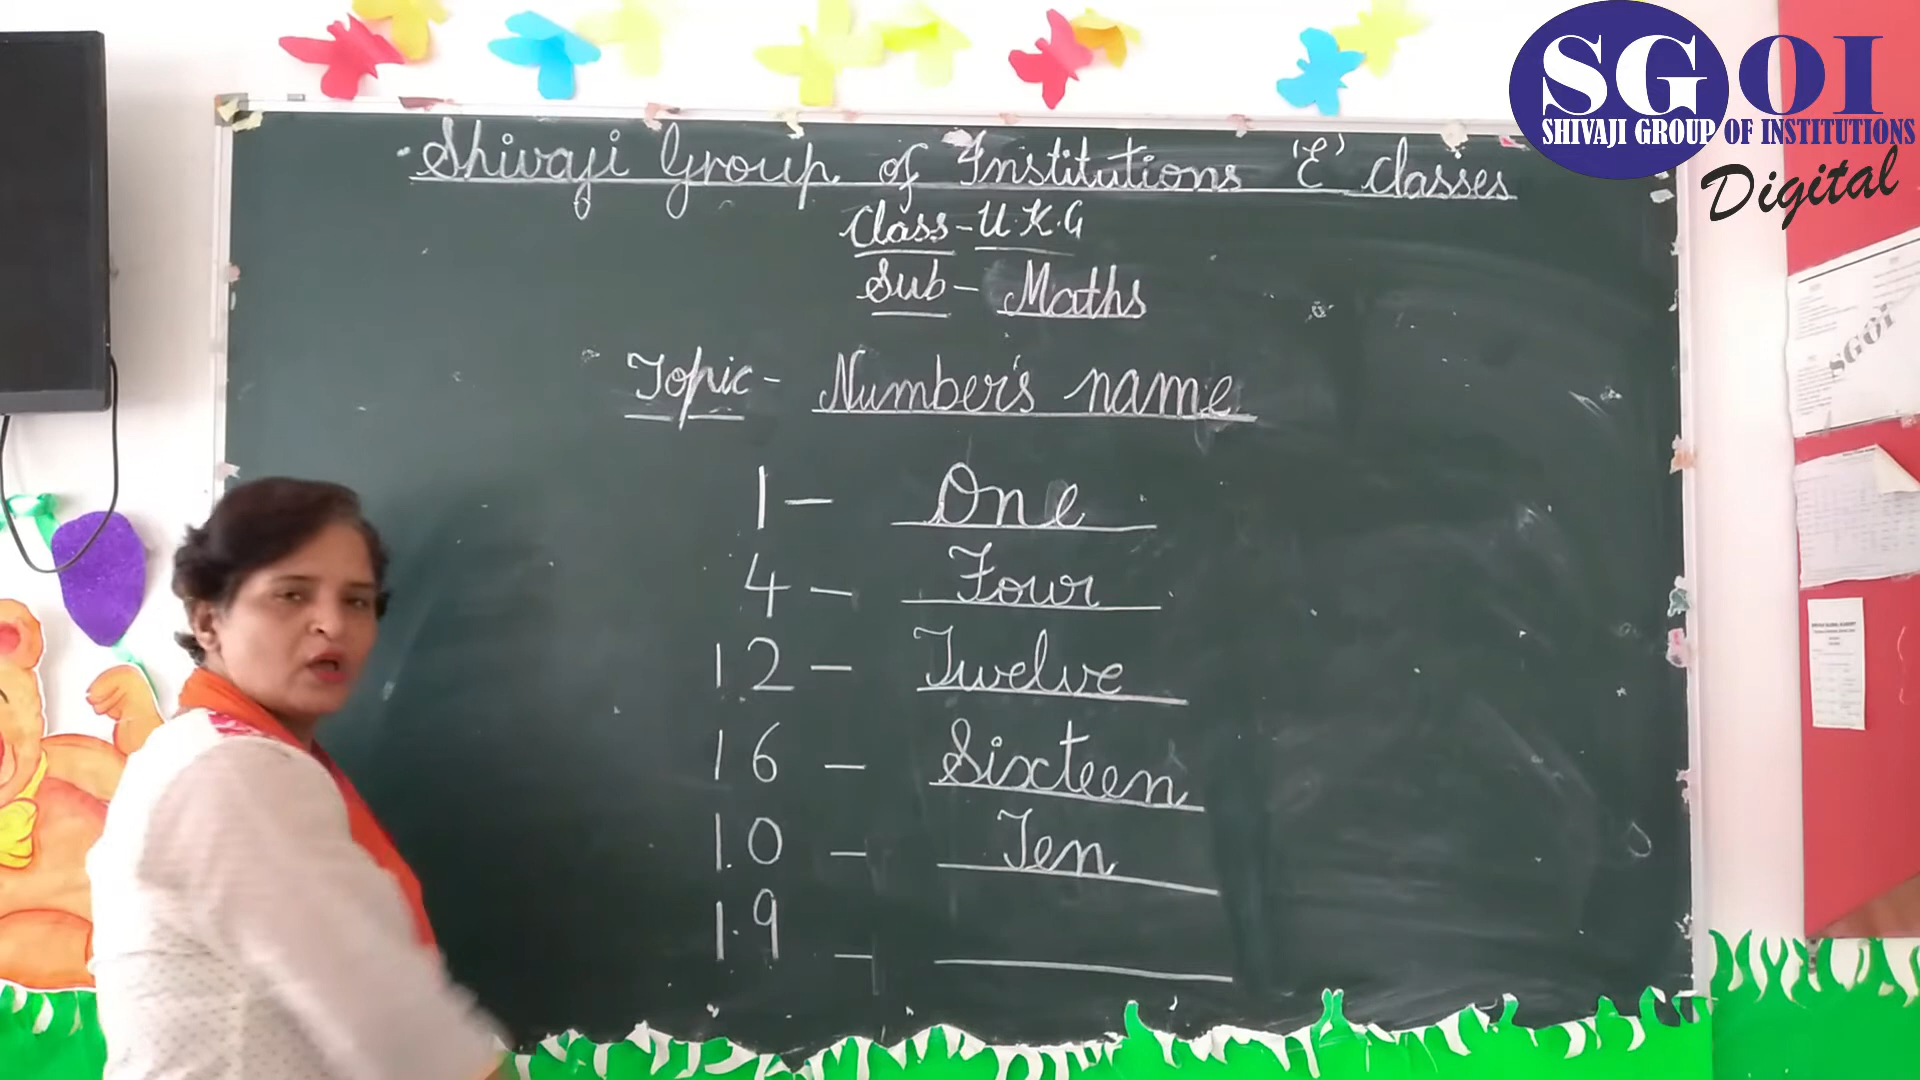 SGOI
SHIVAJI GROUP OF INSTITUTIONS
Digital
Shivaji Group of Institutions 'E' Classes
Class - U.K.G
Sub - Maths
Topic - Number's name
1 - One
4 - Four
12 - Twelve
16 - Sixteen
10 - Ten
19 -
SGOI